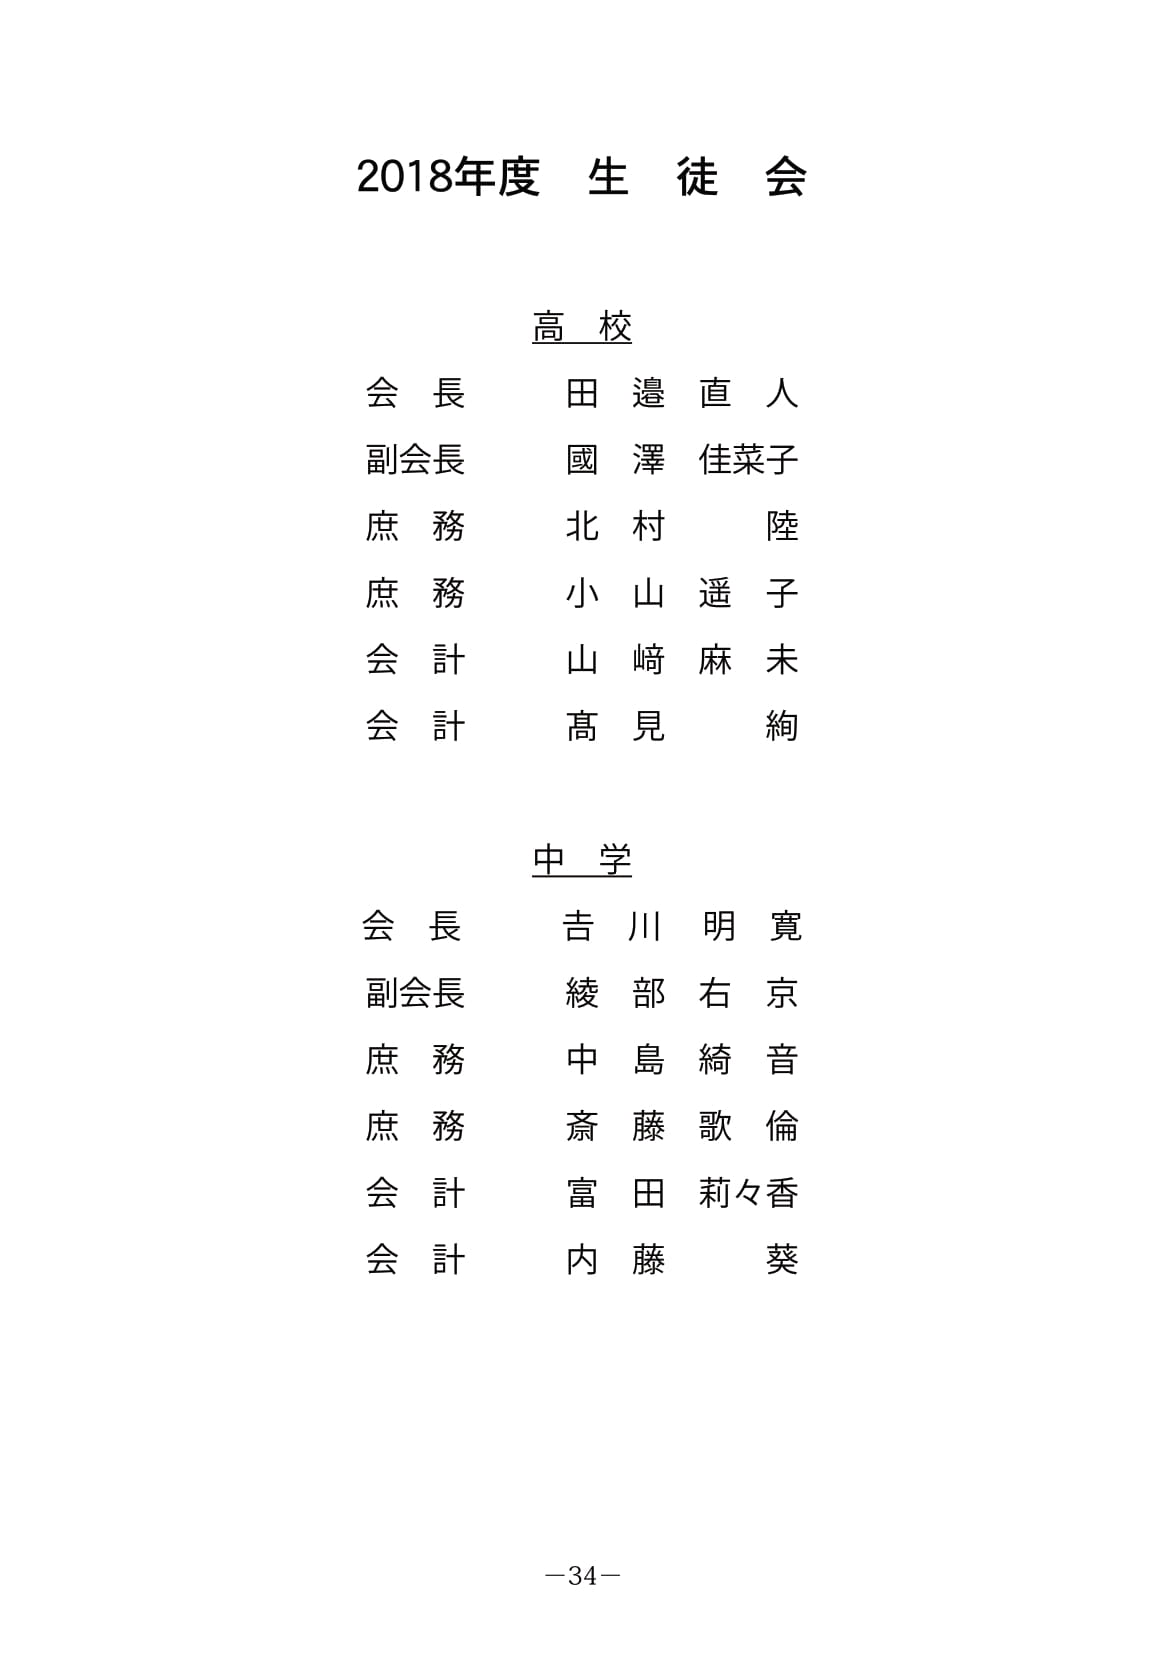 2018年度　生　徒　会
高　校
会　長　　　田　邉　直　人
副会長　　　國　澤　佳菜子
庶　務　　　北　村　　　陸
庶　務　　　小　山　遥　子
会　計　　　山　﨑　麻　未
会　計　　　髙　見　　　絢
中　学
会　長　　　𠮷　川　明　寛
副会長　　　綾　部　右　京
庶　務　　　中　島　綺　音
庶　務　　　斎　藤　歌　倫
会　計　　　富　田　莉々香
会　計　　　内　藤　　　葵
－34－